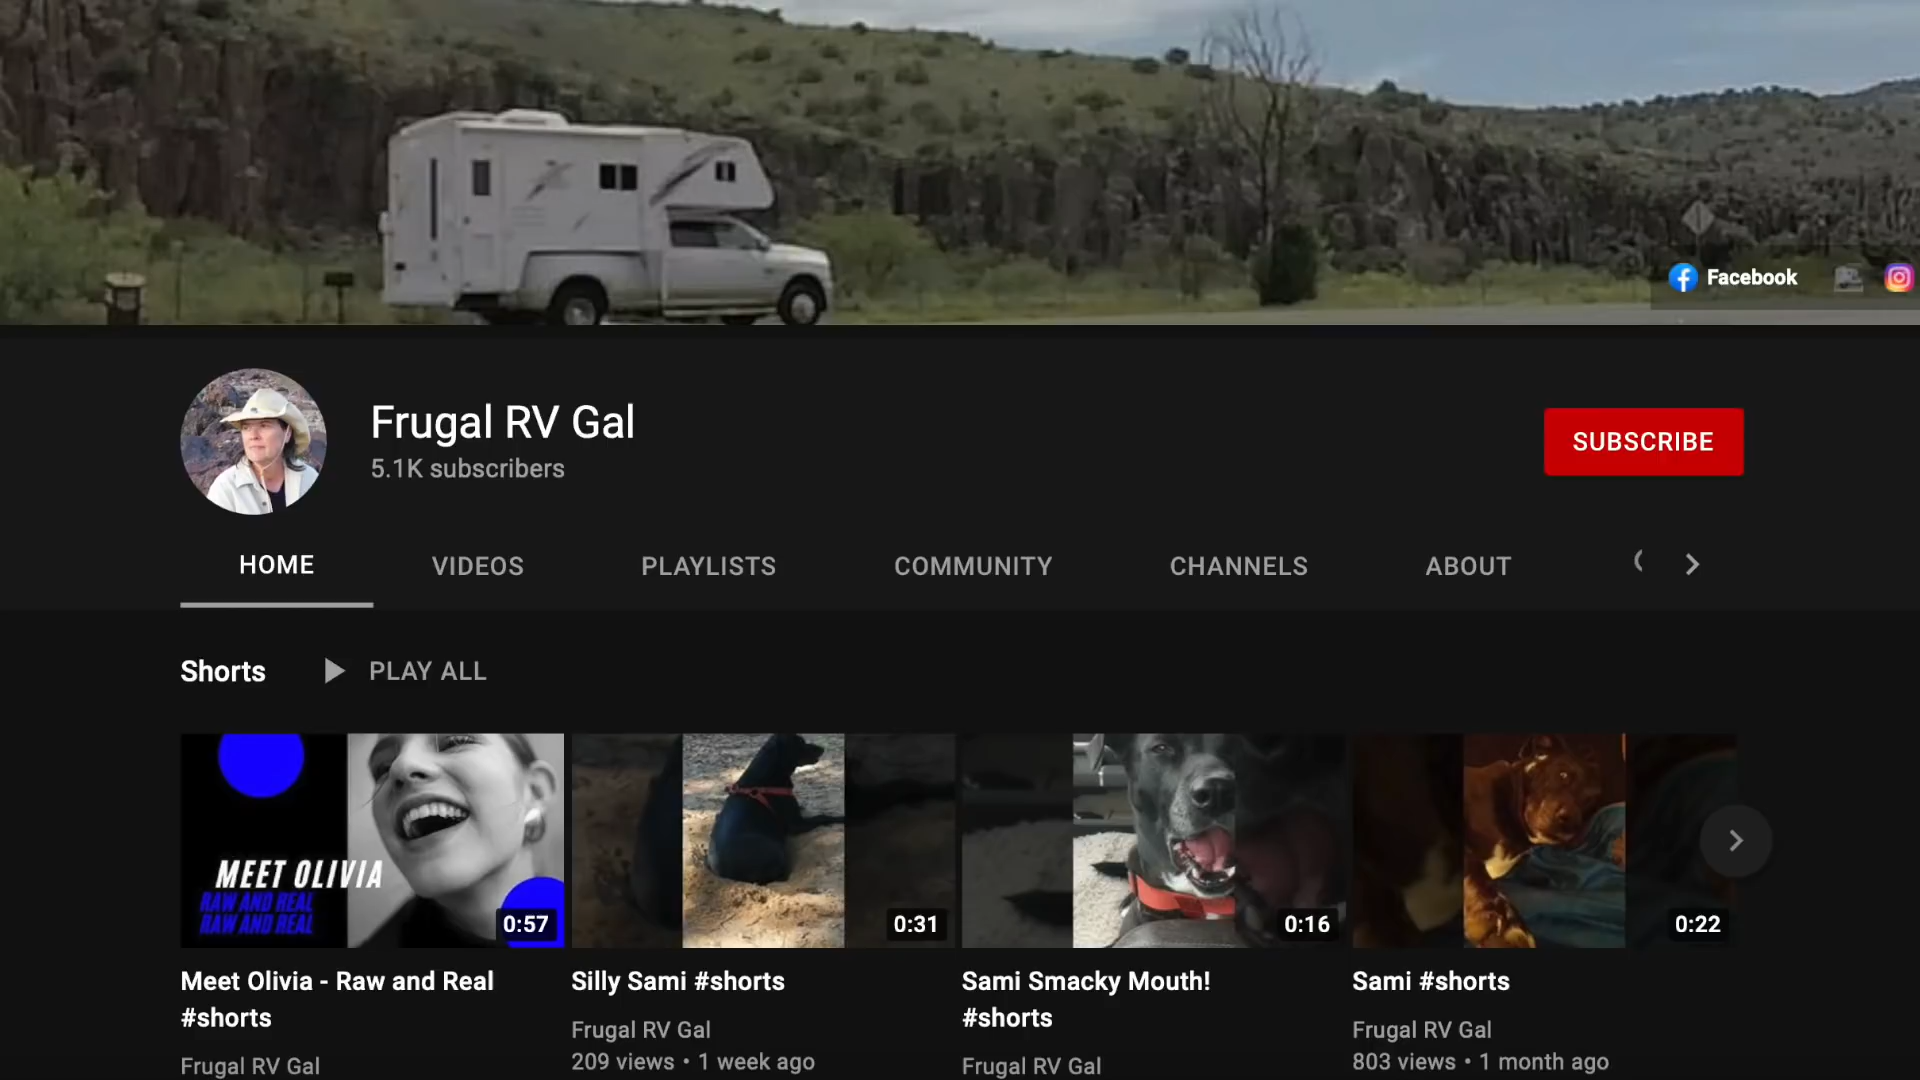 Facebook
Frugal RV Gal
5.1K subscribers
SUBSCRIBE
HOME
VIDEOS
PLAYLISTS
COMMUNITY
CHANNELS
ABOUT
Shorts
PLAY ALL
MEET OLIVIA
RAW AND REAL
RAW AND REAL
0:57
0:31
0:16
0:22
Meet Olivia - Raw and Real
#shorts
Frugal RV Gal
Silly Sami #shorts
Frugal RV Gal
209 views • 1 week ago
Sami Smacky Mouth!
#shorts
Frugal RV Gal
Sami #shorts
Frugal RV Gal
803 views • 1 month ago